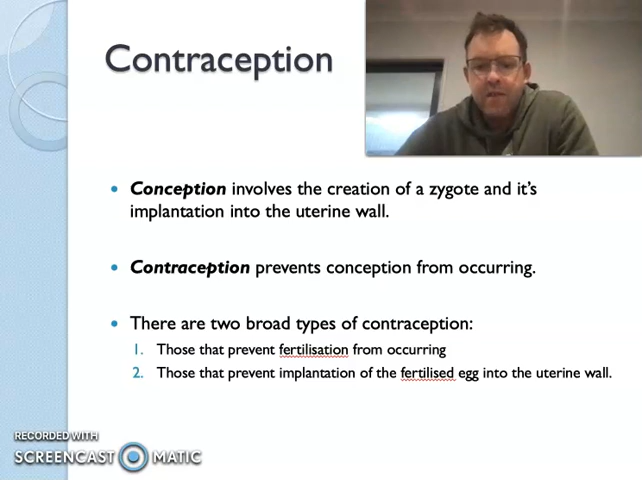 Contraception
Conception involves the creation of a zygote and it's
implantation into the uterine wall.
Contraception prevents conception from occurring.
There are two broad types of contraception:
1. Those that prevent fertilisation from occurring
2. Those that prevent implantation of the fertilised egg into the uterine wall.
RECORDED WITH
SCREENCAST MATIC